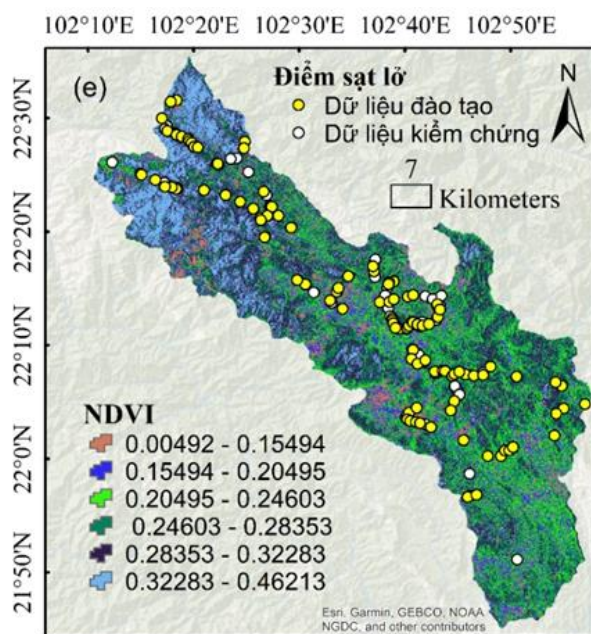 102°10'E 102°20'E 102°40'E 102°50'E
(e)
Điểm sạt lở
Dữ liệu đào tạo
Dữ liệu kiểm chứng
N
7
Kilometers
22°30'N
22°20'N
22°10'N
22°0'N
21°50'N
NDVI
0.00492 - 0.15494
0.15494 - 0.20495
0.20495 - 0.24603
0.24603 - 0.28353
0.28353 - 0.32283
0.32283 - 0.46213
Esri, Garmin, GEBCO, NOAA
NGDC, and other contributors